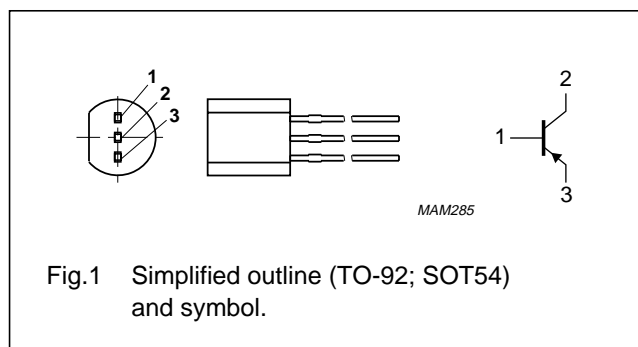 1
2
3
2
1
3
MAM285
Fig.1 Simplified outline (TO-92; SOT54)
and symbol.